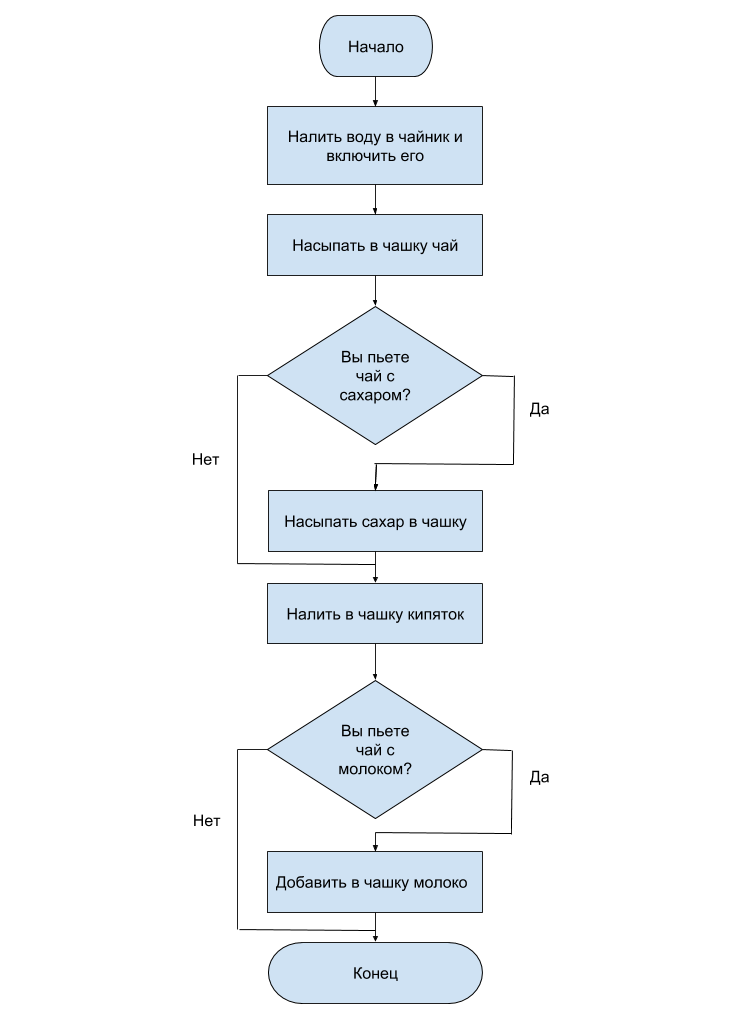 Начало
Налить воду в чайник и
включить его
Насыпать в чашку чай
Вы пьете
чай с
сахаром?
Да
Нет
Насыпать сахар в чашку
Налить в чашку кипяток
Вы пьете
чай с
молоком?
Да
Нет
Добавить в чашку молоко
Конец